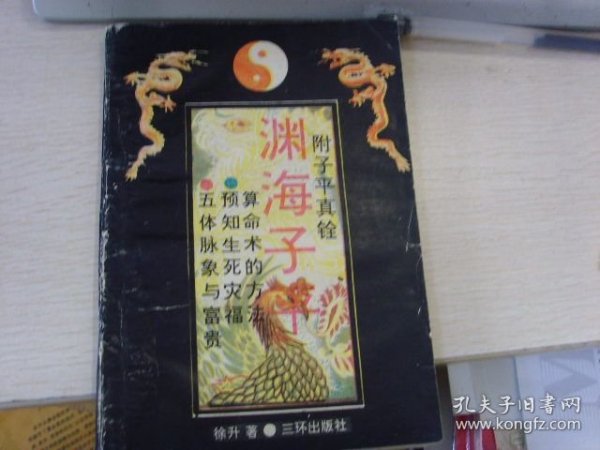 附子平真铨
渊海子平
算命术的方法
预知生死灾福
五体脉象与富贵
徐升 著 ● 三环出版社
孔夫子旧书网
www.kongfz.com